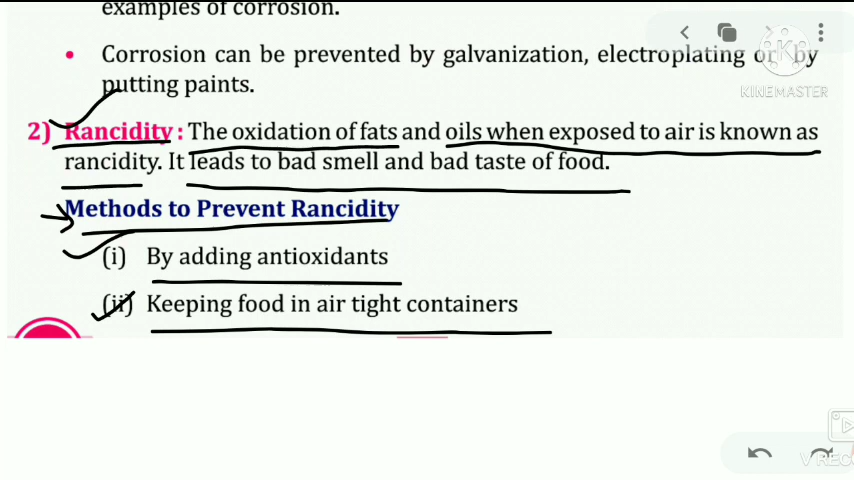 examples of corrosion.
• Corrosion can be prevented by galvanization, electroplating or by
putting paints.
KINEMASTER
2) Rancidity : The oxidation of fats and oils when exposed to air is known as
rancidity. It leads to bad smell and bad taste of food.
Methods to Prevent Rancidity
(i) By adding antioxidants
(ii) Keeping food in air tight containers